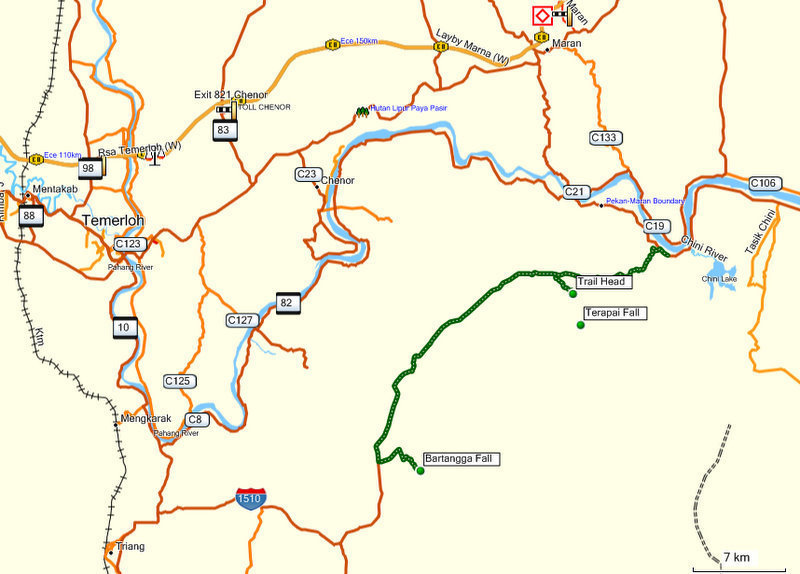 Maran
Layby Marna (W)
Ece 150km
Maran
Exit 821 Chenor
TOLL CHENOR
Hutan Lipur Paya Pasir
83
C133
Rsa Temerloh (W)
Ece 110km
98
C23
Chenor
Mentakab
C21
C106
88
Pekan-Maran Boundary
Temerloh
C19
Tasik Chini
C123
Chini River
Pahang River
Chini Lake
Trail Head
82
Terapai Fall
10
C127
Ktm
C125
Mengkarak
C8
Pahang River
Bartangga Fall
1510
Triang
7 km